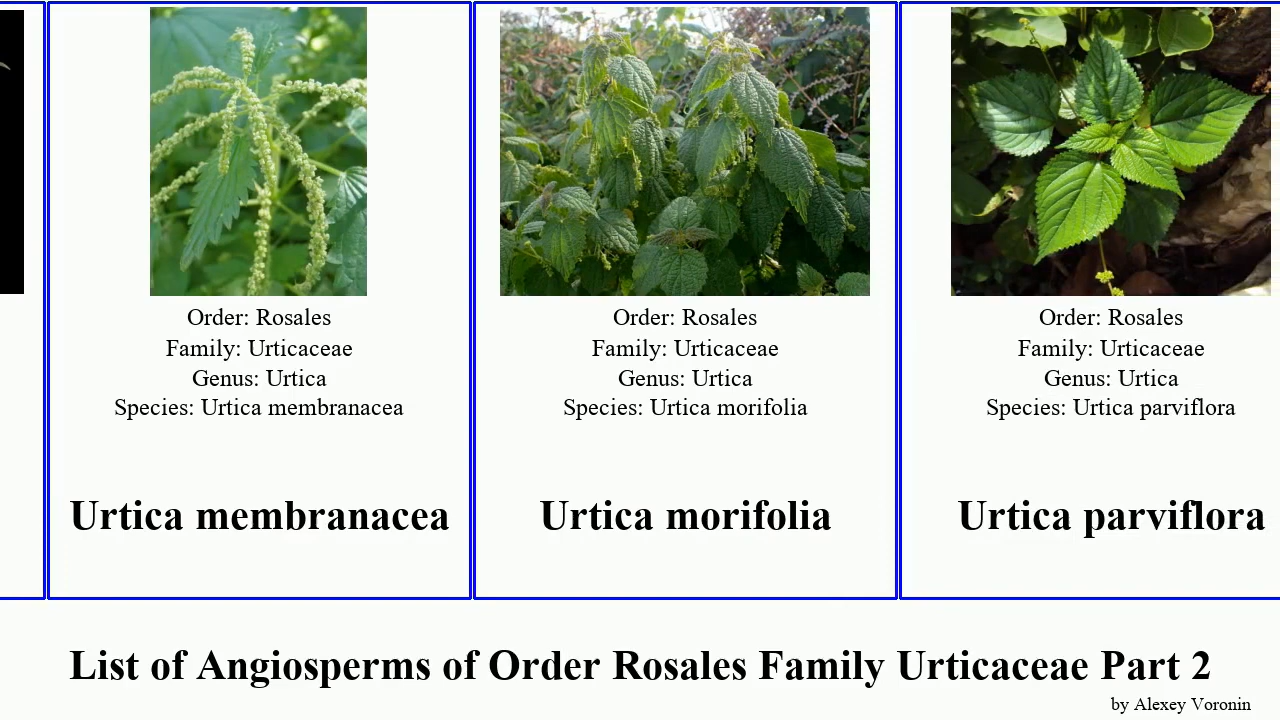 Order: Rosales
Family: Urticaceae
Genus: Urtica
Species: Urtica membranacea
Urtica membranacea
Order: Rosales
Family: Urticaceae
Genus: Urtica
Species: Urtica morifolia
Urtica morifolia
Order: Rosales
Family: Urticaceae
Genus: Urtica
Species: Urtica parviflora
Urtica parviflora
List of Angiosperms of Order Rosales Family Urticaceae Part 2
by Alexey Voronin